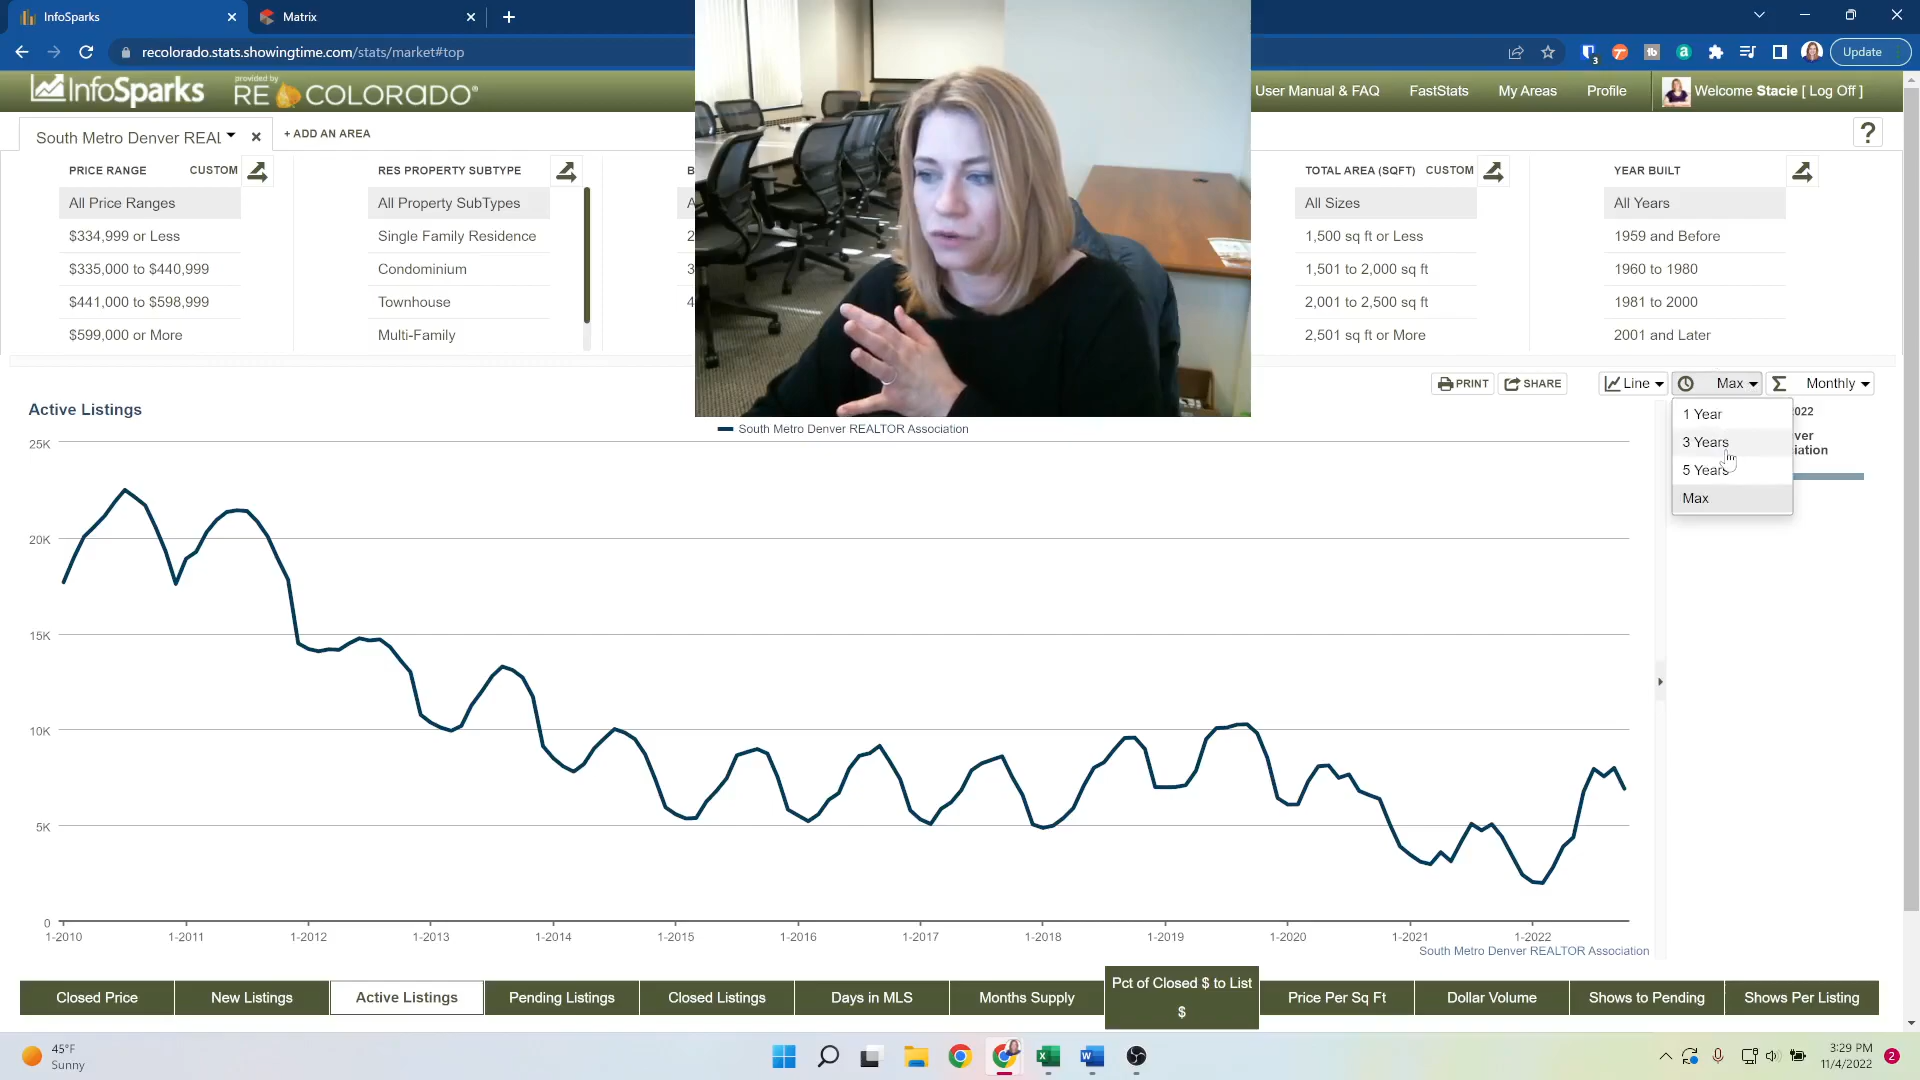 InfoSparks
Matrix
recolorado.stats.showingtime.com/stats/market#top
3
Update
InfoSparks
provided by
RECOLORADO®
User Manual & FAQ
FastStats
My Areas
Profile
Welcome Stacie [ Log Off ]
South Metro Denver REAL
+ ADD AN AREA
?
PRICE RANGE
CUSTOM
All Price Ranges
$334,999 or Less
$335,000 to $440,999
$441,000 to $598,999
$599,000 or More
RES PROPERTY SUBTYPE
All Property SubTypes
Single Family Residence
Condominium
Townhouse
Multi-Family
B
A
2
3
4
TOTAL AREA (SQFT)
CUSTOM
All Sizes
1,500 sq ft or Less
1,501 to 2,000 sq ft
2,001 to 2,500 sq ft
2,501 sq ft or More
YEAR BUILT
All Years
1959 and Before
1960 to 1980
1981 to 2000
2001 and Later
PRINT
SHARE
Line
Max
Σ
Monthly
1 Year
3 Years
5 Years
Max
2022
ver
iation
Active Listings
South Metro Denver REALTOR Association
25K
20K
15K
10K
5K
0
1-2010
1-2011
1-2012
1-2013
1-2014
1-2015
1-2016
1-2017
1-2018
1-2019
1-2020
1-2021
1-2022
South Metro Denver REALTOR Association
Closed Price
New Listings
Active Listings
Pending Listings
Closed Listings
Days in MLS
Months Supply
Pct of Closed $ to List
$
Price Per Sq Ft
Dollar Volume
Shows to Pending
Shows Per Listing
45°F
Sunny
3:29 PM
11/4/2022
2